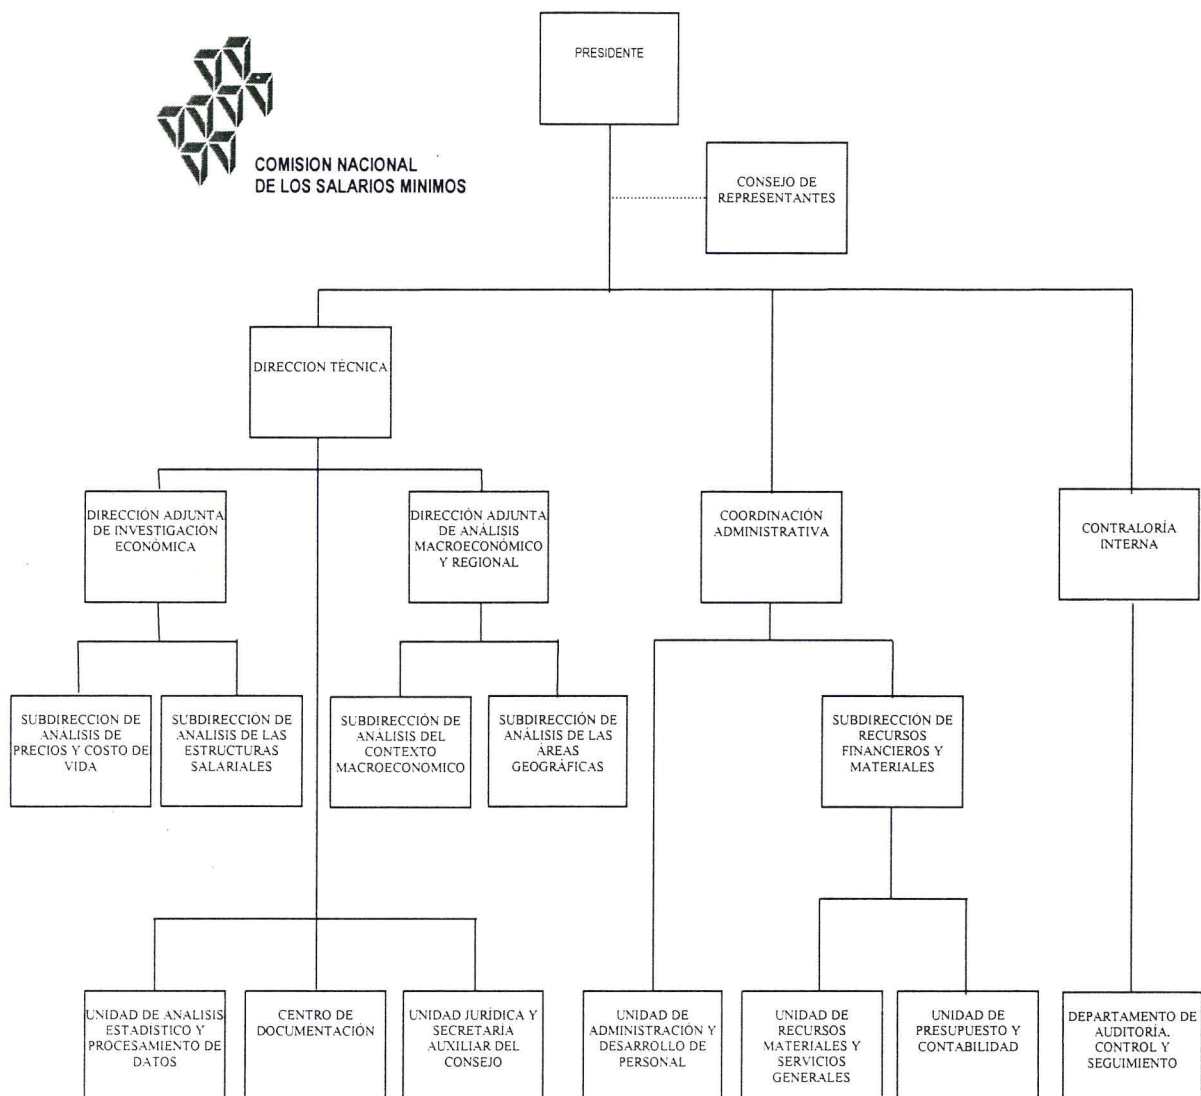 PRESIDENTE
COMISION NACIONAL
DE LOS SALARIOS MINIMOS
CONSEJO DE
REPRESENTANTES
DIRECCION TÉCNICA
DIRECCIÓN ADJUNTA
DE INVESTIGACIÓN
ECONÓMICA
DIRECCIÓN ADJUNTA
DE ANÁLISIS
MACROECONÓMICO
Y REGIONAL
COORDINACIÓN
ADMINISTRATIVA
CONTRALORÍA
INTERNA
SUBDIRECCION DE
ANÁLISIS DE
PRECIOS Y COSTO DE
VIDA
SUBDIRECCIÓN DE
ANALISIS DE LAS
ESTRUCTURAS
SALARIALES
SUBDIRECCIÓN DE
ANÁLISIS DEL
CONTEXTO
MACROECONOMICO
SUBDIRECCIÓN DE
ANÁLISIS DE LAS
ÁREAS
GEOGRÁFICAS
SUBDIRECCIÓN DE
RECURSOS
FINANCIEROS Y
MATERIALES
UNIDAD DE ANALISIS
ESTADÍSTICO Y
PROCESAMIENTO DE
DATOS
CENTRO DE
DOCUMENTACIÓN
UNIDAD JURÍDICA Y
SECRETARÍA
AUXILIAR DEL
CONSEJO
UNIDAD DE
ADMINISTRACIÓN Y
DESARROLLO DE
PERSONAL
UNIDAD DE
RECURSOS
MATERIALES Y
SERVICIOS
GENERALES
UNIDAD DE
PRESUPUESTO Y
CONTABILIDAD
DEPARTAMENTO DE
AUDITORÍA,
CONTROL Y
SEGUIMIENTO